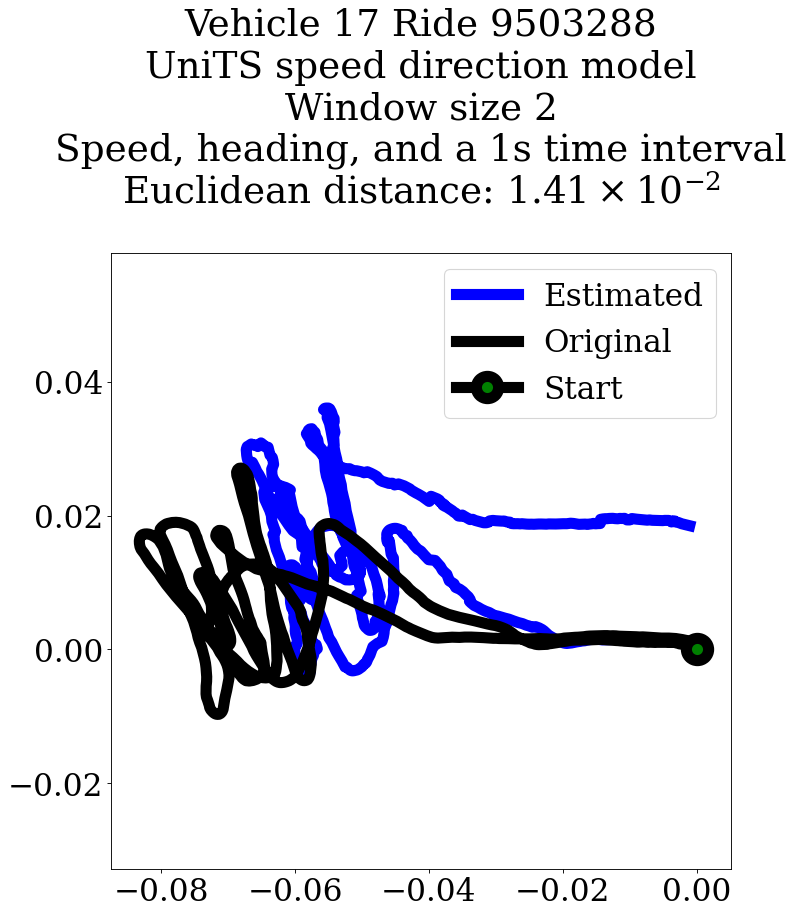 Vehicle 17 Ride 9503288
UniTS speed direction model
Window size 2
Speed, heading, and a 1s time interval
Euclidean distance: 1.41 × 10⁻²
Estimated
Original
Start
0.04
0.02
0.00
−0.02
−0.08 −0.06 −0.04 −0.02 0.00